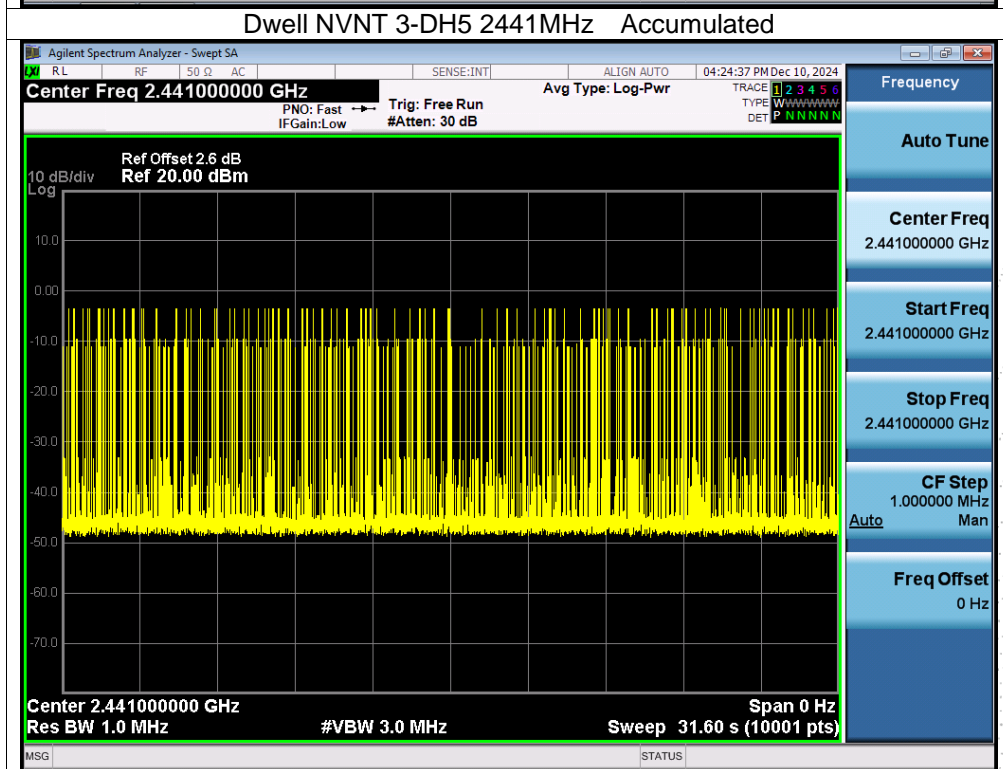 Dwell NVNT 3-DH5 2441MHz Accumulated
Agilent Spectrum Analyzer - Swept SA
LXI RL RF 50 Ω AC SENSE:INT ALIGN AUTO 04:24:37 PM Dec 10, 2024
Center Freq 2.441000000 GHz
PNO: Fast
IFGain:Low
Trig: Free Run
#Atten: 30 dB
Avg Type: Log-Pwr
TRACE 1 2 3 4 5 6
TYPE WWWWWWW
DET P N N N N N
Ref Offset 2.6 dB
10 dB/div Ref 20.00 dBm
Log
10.0
0.00
-10.0
-20.0
-30.0
-40.0
-50.0
-60.0
-70.0
Center 2.441000000 GHz Span 0 Hz
Res BW 1.0 MHz #VBW 3.0 MHz Sweep 31.60 s (10001 pts)
MSG STATUS
Frequency
Auto Tune
Center Freq
2.441000000 GHz
Start Freq
2.441000000 GHz
Stop Freq
2.441000000 GHz
CF Step
1.000000 MHz
Auto Man
Freq Offset
0 Hz